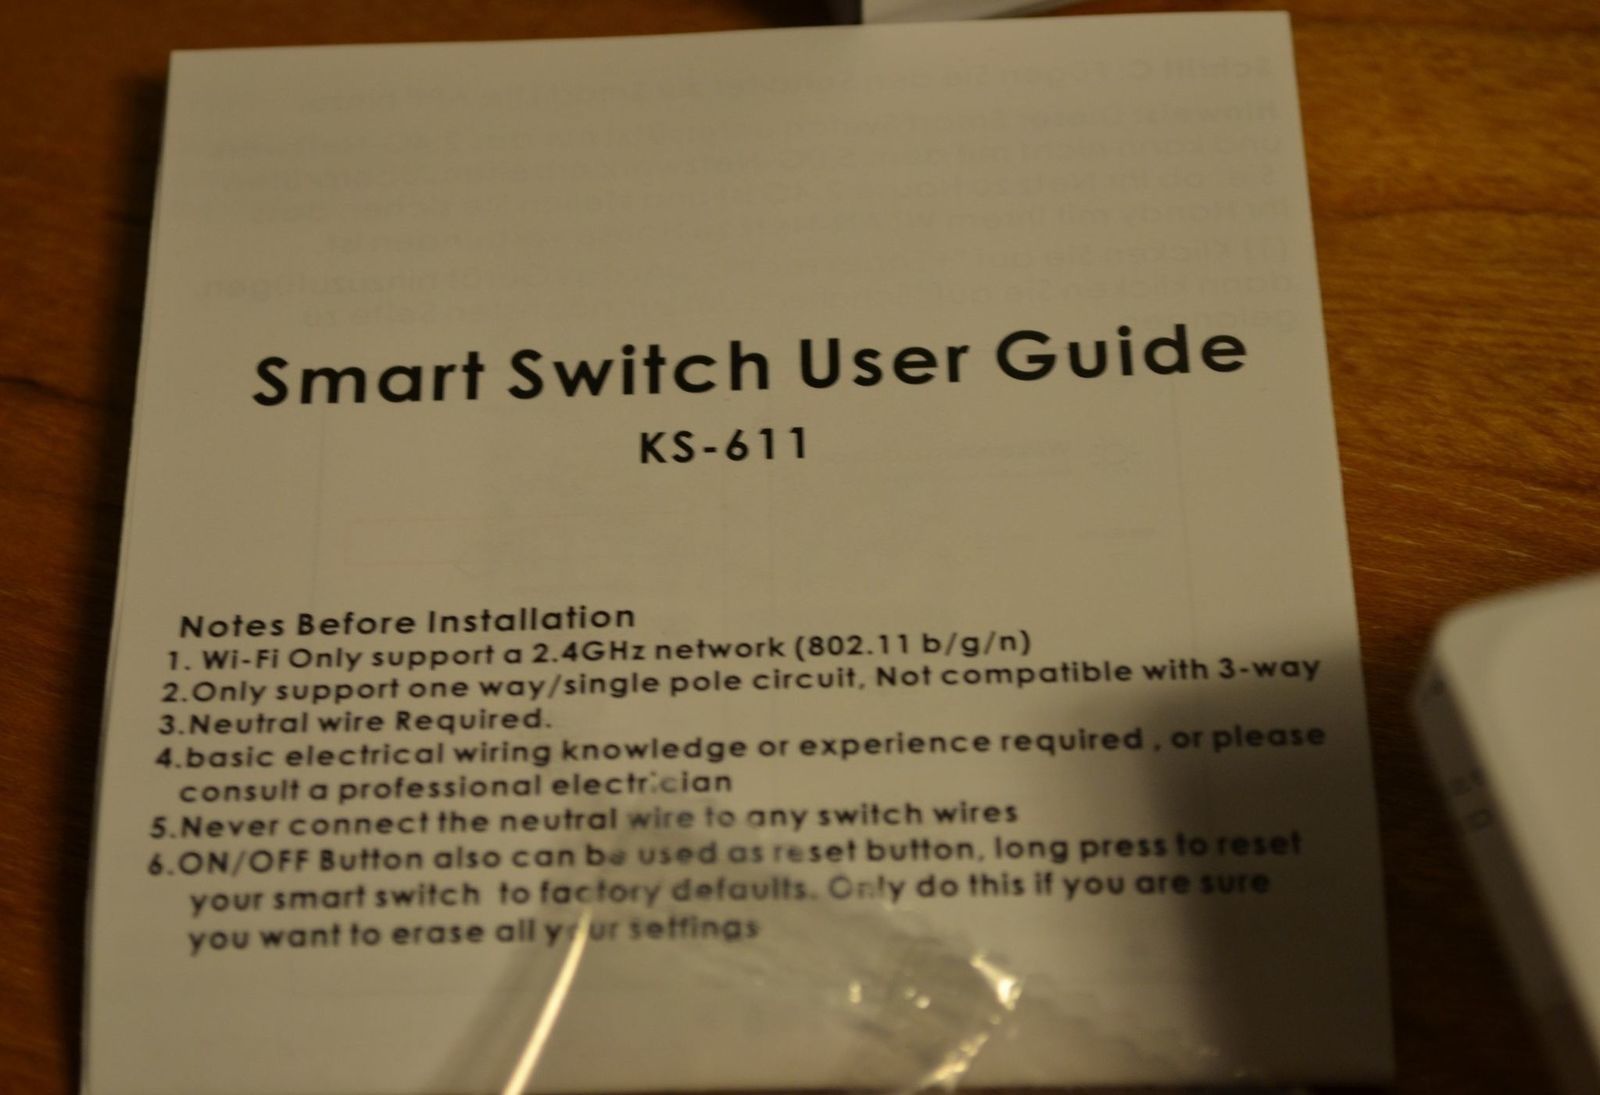 Smart Switch User Guide
KS-611
Notes Before Installation
1. Wi-Fi Only support a 2.4GHz network (802.11 b/g/n)
2.Only support one way/single pole circuit, Not compatible with 3-way
3.Neutral wire Required.
4.basic electrical wiring knowledge or experience required , or please
consult a professional electrician
5.Never connect the neutral wire to any switch wires
6.ON/OFF Button also can be used as reset button, long press to reset
your smart switch to factory defaults. Only do this if you are sure
you want to erase all your settings